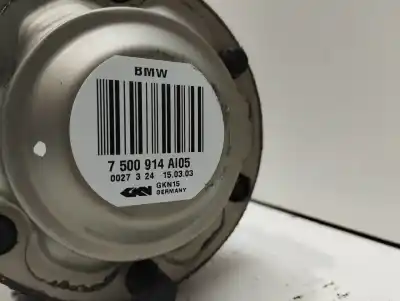 BMW
7 500 914 AI05
0027 3 24 15.03.03
GKN GKN15
GERMANY